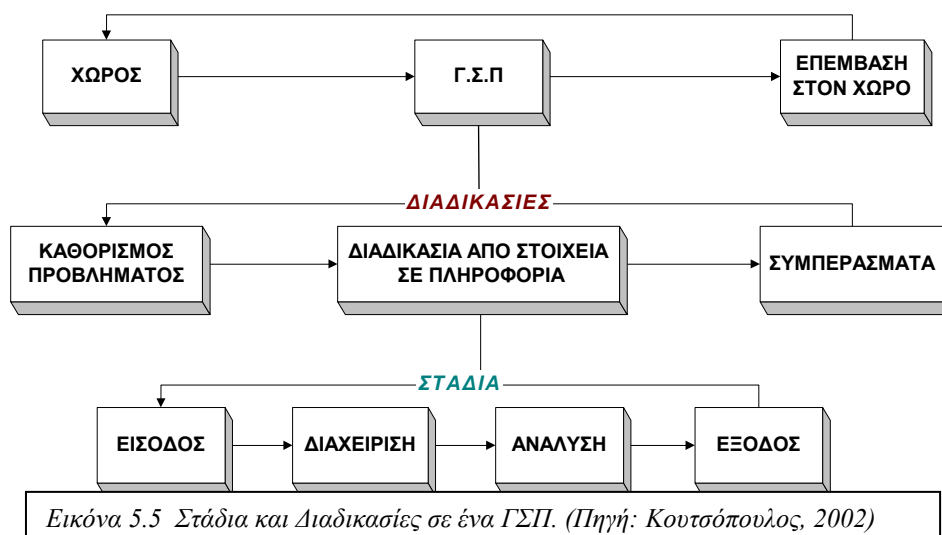 ΧΩΡΟΣ
Γ.Σ.Π
ΕΠΕΜΒΑΣΗ
ΣΤΟΝ ΧΩΡΟ
ΔΙΑΔΙΚΑΣΙΕΣ
ΚΑΘΟΡΙΣΜΟΣ
ΠΡΟΒΛΗΜΑΤΟΣ
ΔΙΑΔΙΚΑΣΙΑ ΑΠΟ ΣΤΟΙΧΕΙΑ
ΣΕ ΠΛΗΡΟΦΟΡΙΑ
ΣΥΜΠΕΡΑΣΜΑΤΑ
ΣΤΑΔΙΑ
ΕΙΣΟΔΟΣ
ΔΙΑΧΕΙΡΙΣΗ
ΑΝΑΛΥΣΗ
ΕΞΟΔΟΣ
Εικόνα 5.5 Στάδια και Διαδικασίες σε ένα ΓΣΠ. (Πηγή: Κουτσόπουλος, 2002)